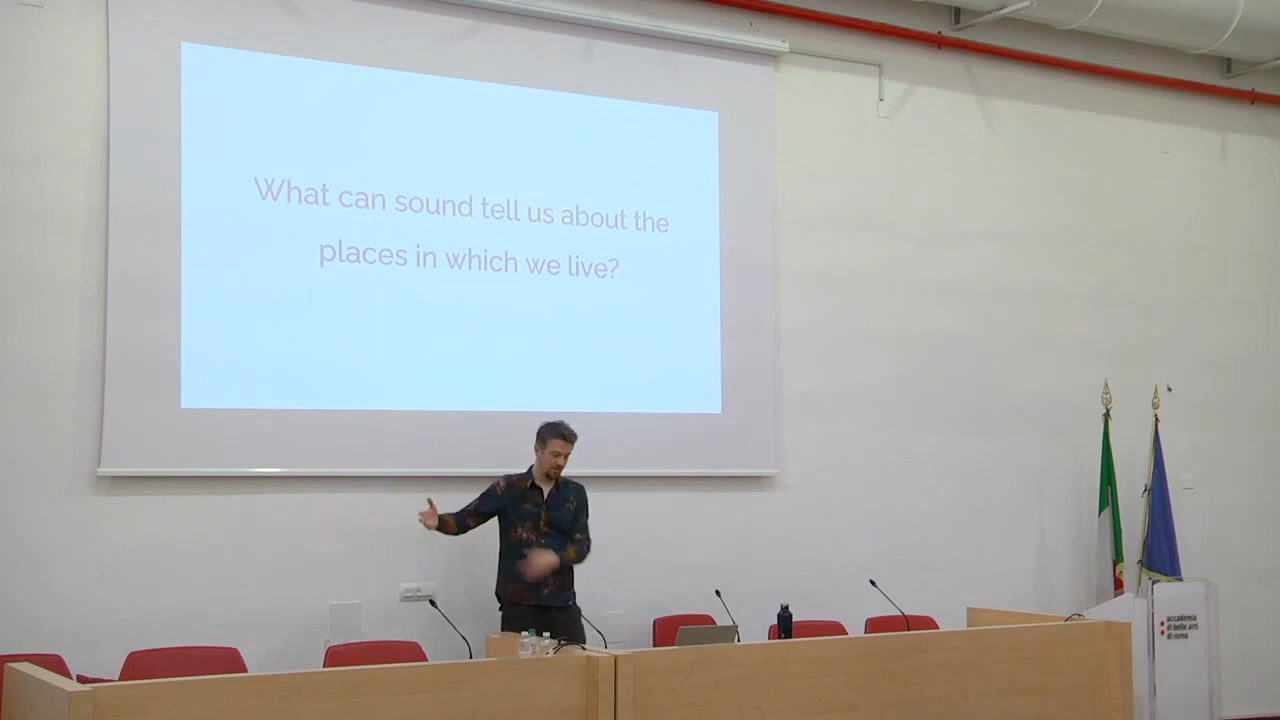 What can sound tell us about the
places in which we live?
accademia
di belle arti
di roma